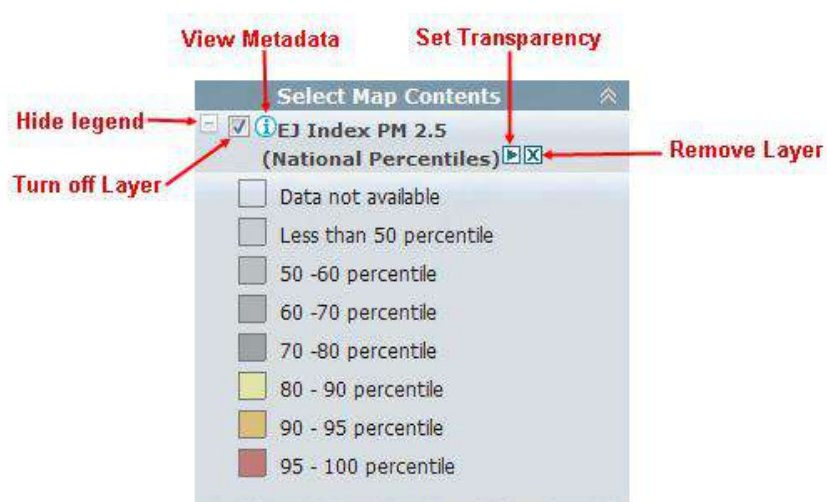 View Metadata
Set Transparency
Select Map Contents
Hide legend
EJ Index PM 2.5
(National Percentiles)
Remove Layer
Turn off Layer
Data not available
Less than 50 percentile
50 -60 percentile
60 -70 percentile
70 -80 percentile
80 - 90 percentile
90 - 95 percentile
95 - 100 percentile